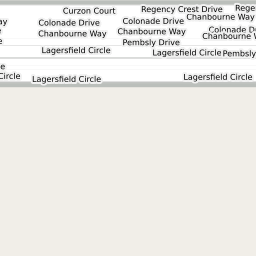 Curzon Court
Regency Crest Drive
Rege
Chanbourne Way
ay
Colonade Drive
Colonade Drive
Colonade D
Chanbourne Way
Chanbourne Way
Chanbourne W
Pembsly Drive
Lagersfield Circle
Lagersfield Circle
Pembsly
e
Circle
Lagersfield Circle
Lagersfield Circle